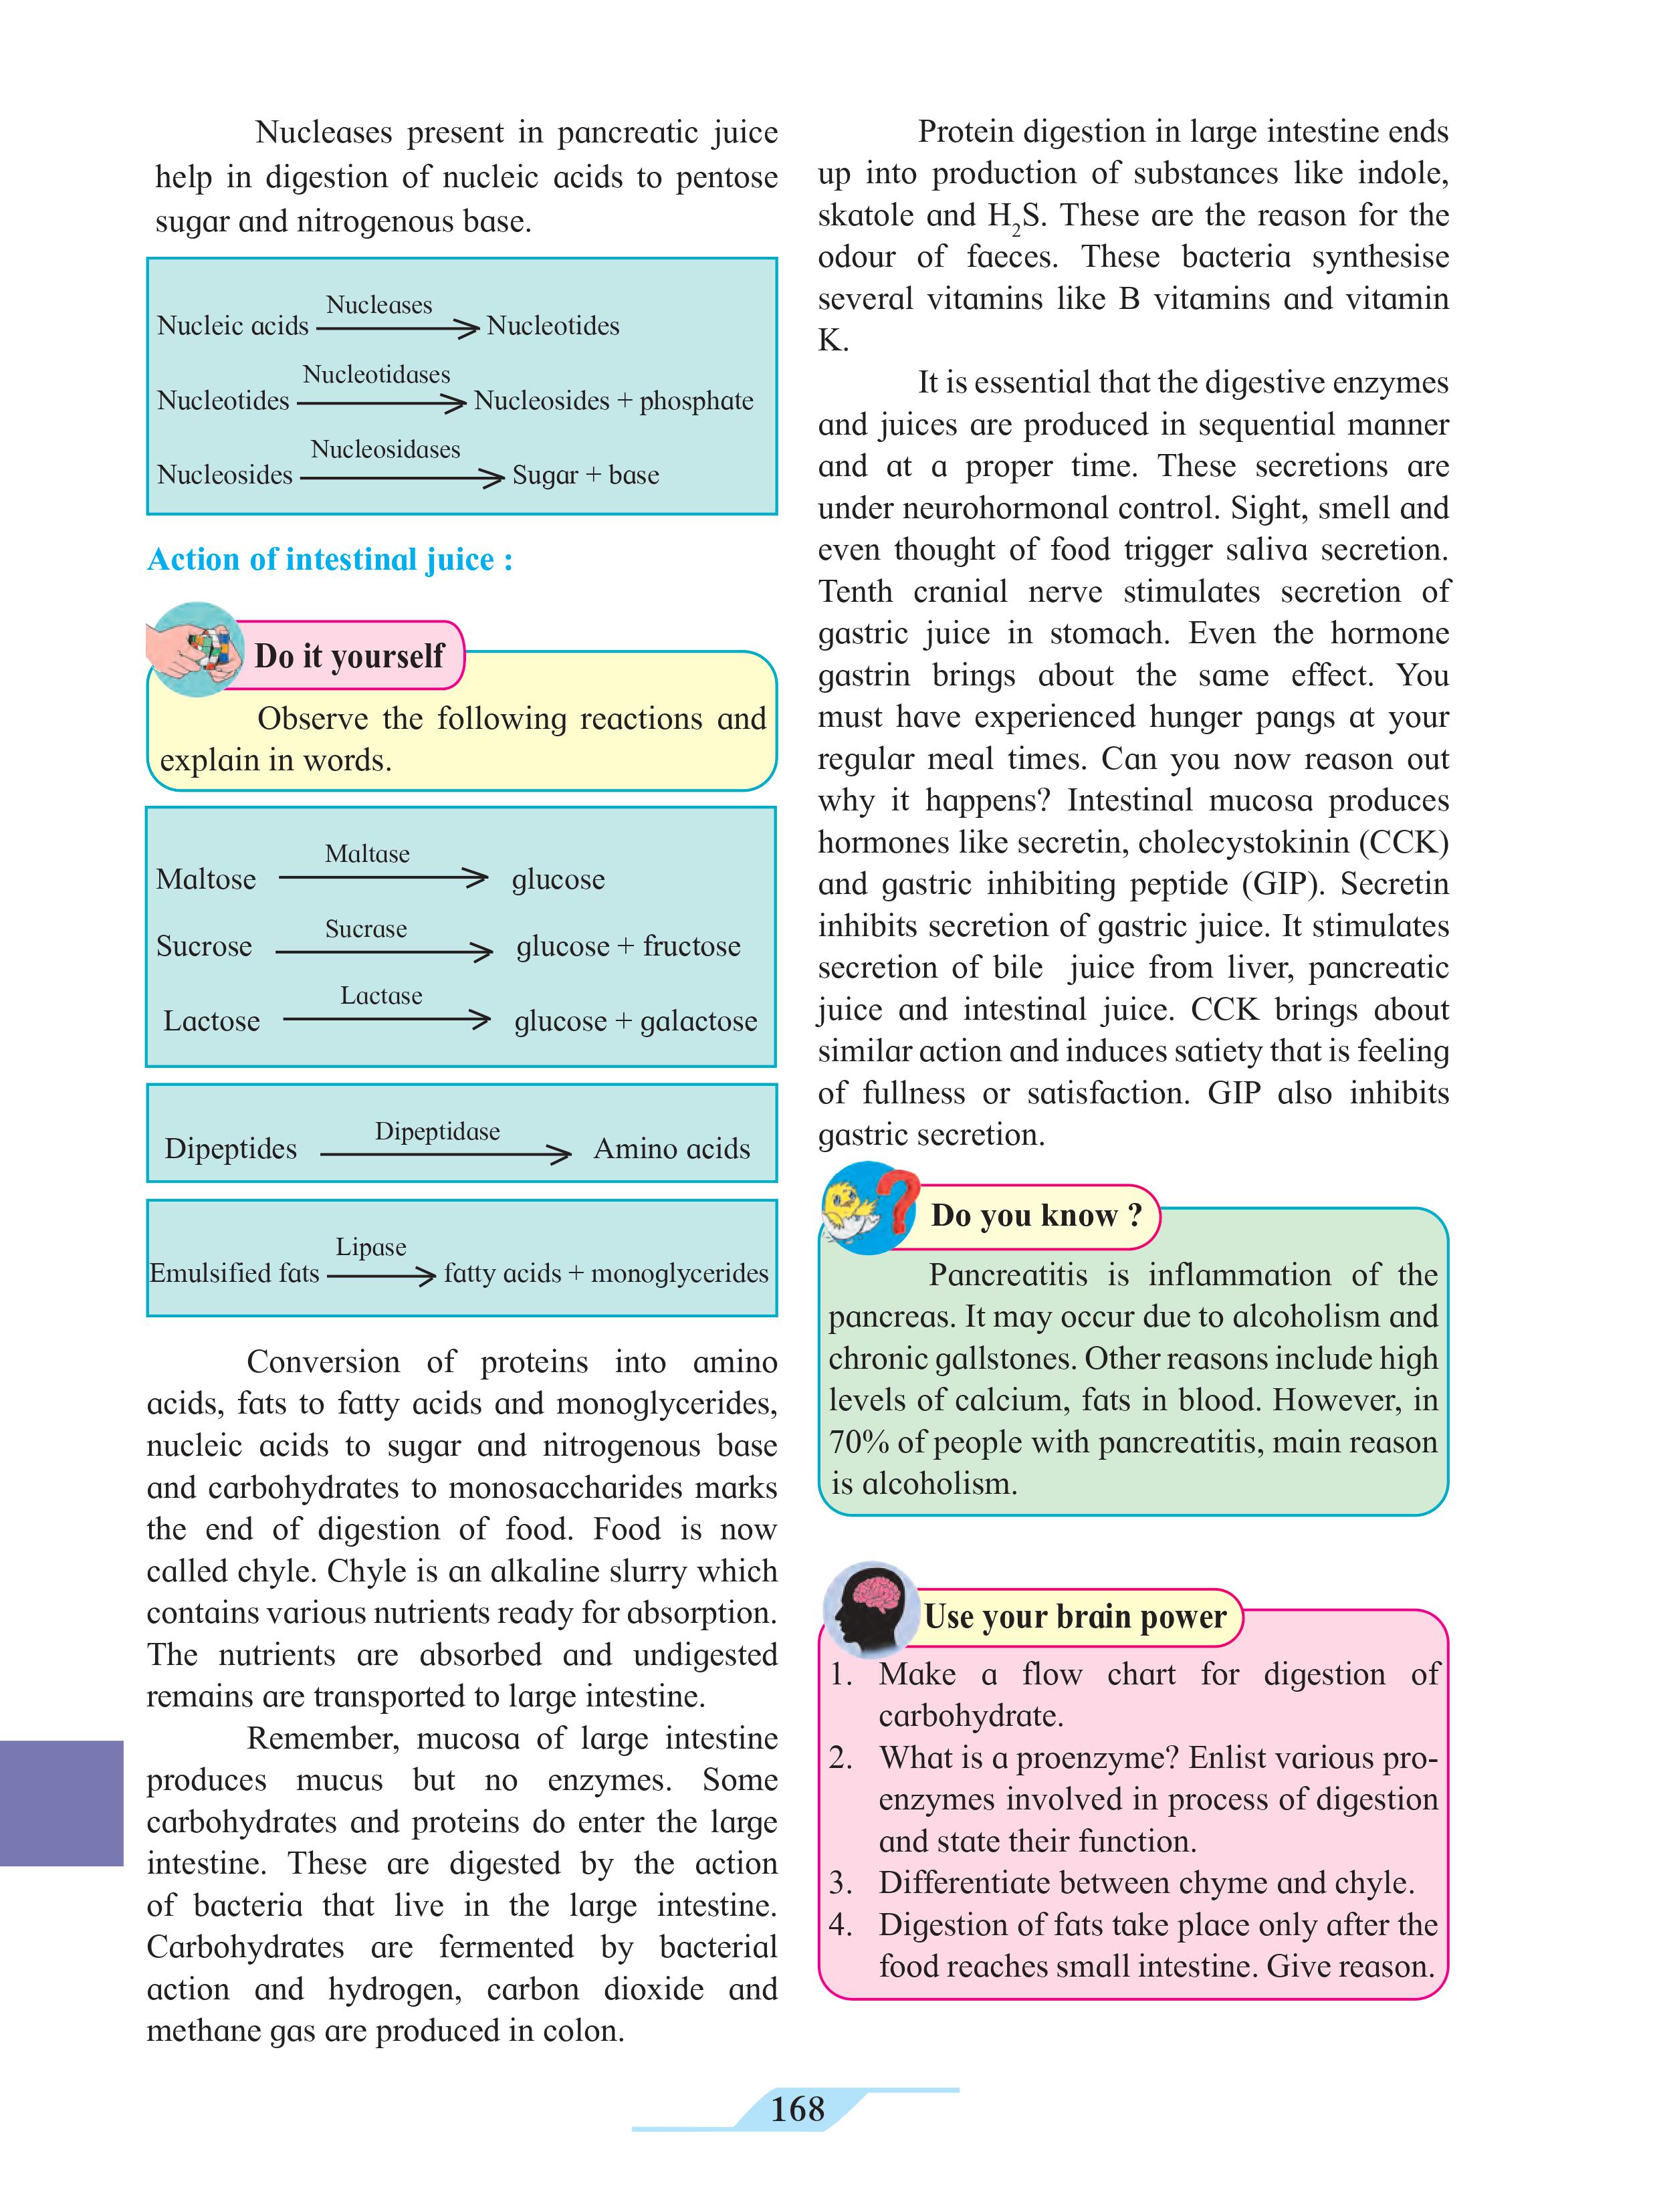 Nucleases present in pancreatic juice
help in digestion of nucleic acids to pentose
sugar and nitrogenous base.
Nucleases
Nucleic acids → Nucleotides
Nucleotidases
Nucleotides → Nucleosides + phosphate
Nucleosidases
Nucleosides → Sugar + base
Action of intestinal juice :
Do it yourself
Observe the following reactions and
explain in words.
Maltase
Maltose → glucose
Sucrase
Sucrose → glucose + fructose
Lactase
Lactose → glucose + galactose
Dipeptidase
Dipeptides → Amino acids
Lipase
Emulsified fats → fatty acids + monoglycerides
Conversion of proteins into amino
acids, fats to fatty acids and monoglycerides,
nucleic acids to sugar and nitrogenous base
and carbohydrates to monosaccharides marks
the end of digestion of food. Food is now
called chyle. Chyle is an alkaline slurry which
contains various nutrients ready for absorption.
The nutrients are absorbed and undigested
remains are transported to large intestine.
Remember, mucosa of large intestine
produces mucus but no enzymes. Some
carbohydrates and proteins do enter the large
intestine. These are digested by the action
of bacteria that live in the large intestine.
Carbohydrates are fermented by bacterial
action and hydrogen, carbon dioxide and
methane gas are produced in colon.
Protein digestion in large intestine ends
up into production of substances like indole,
skatole and H₂S. These are the reason for the
odour of faeces. These bacteria synthesise
several vitamins like B vitamins and vitamin
K.
It is essential that the digestive enzymes
and juices are produced in sequential manner
and at a proper time. These secretions are
under neurohormonal control. Sight, smell and
even thought of food trigger saliva secretion.
Tenth cranial nerve stimulates secretion of
gastric juice in stomach. Even the hormone
gastrin brings about the same effect. You
must have experienced hunger pangs at your
regular meal times. Can you now reason out
why it happens? Intestinal mucosa produces
hormones like secretin, cholecystokinin (CCK)
and gastric inhibiting peptide (GIP). Secretin
inhibits secretion of gastric juice. It stimulates
secretion of bile juice from liver, pancreatic
juice and intestinal juice. CCK brings about
similar action and induces satiety that is feeling
of fullness or satisfaction. GIP also inhibits
gastric secretion.
Do you know ?
Pancreatitis is inflammation of the
pancreas. It may occur due to alcoholism and
chronic gallstones. Other reasons include high
levels of calcium, fats in blood. However, in
70% of people with pancreatitis, main reason
is alcoholism.
Use your brain power
1. Make a flow chart for digestion of
carbohydrate.
2. What is a proenzyme? Enlist various pro-
enzymes involved in process of digestion
and state their function.
3. Differentiate between chyme and chyle.
4. Digestion of fats take place only after the
food reaches small intestine. Give reason.
168